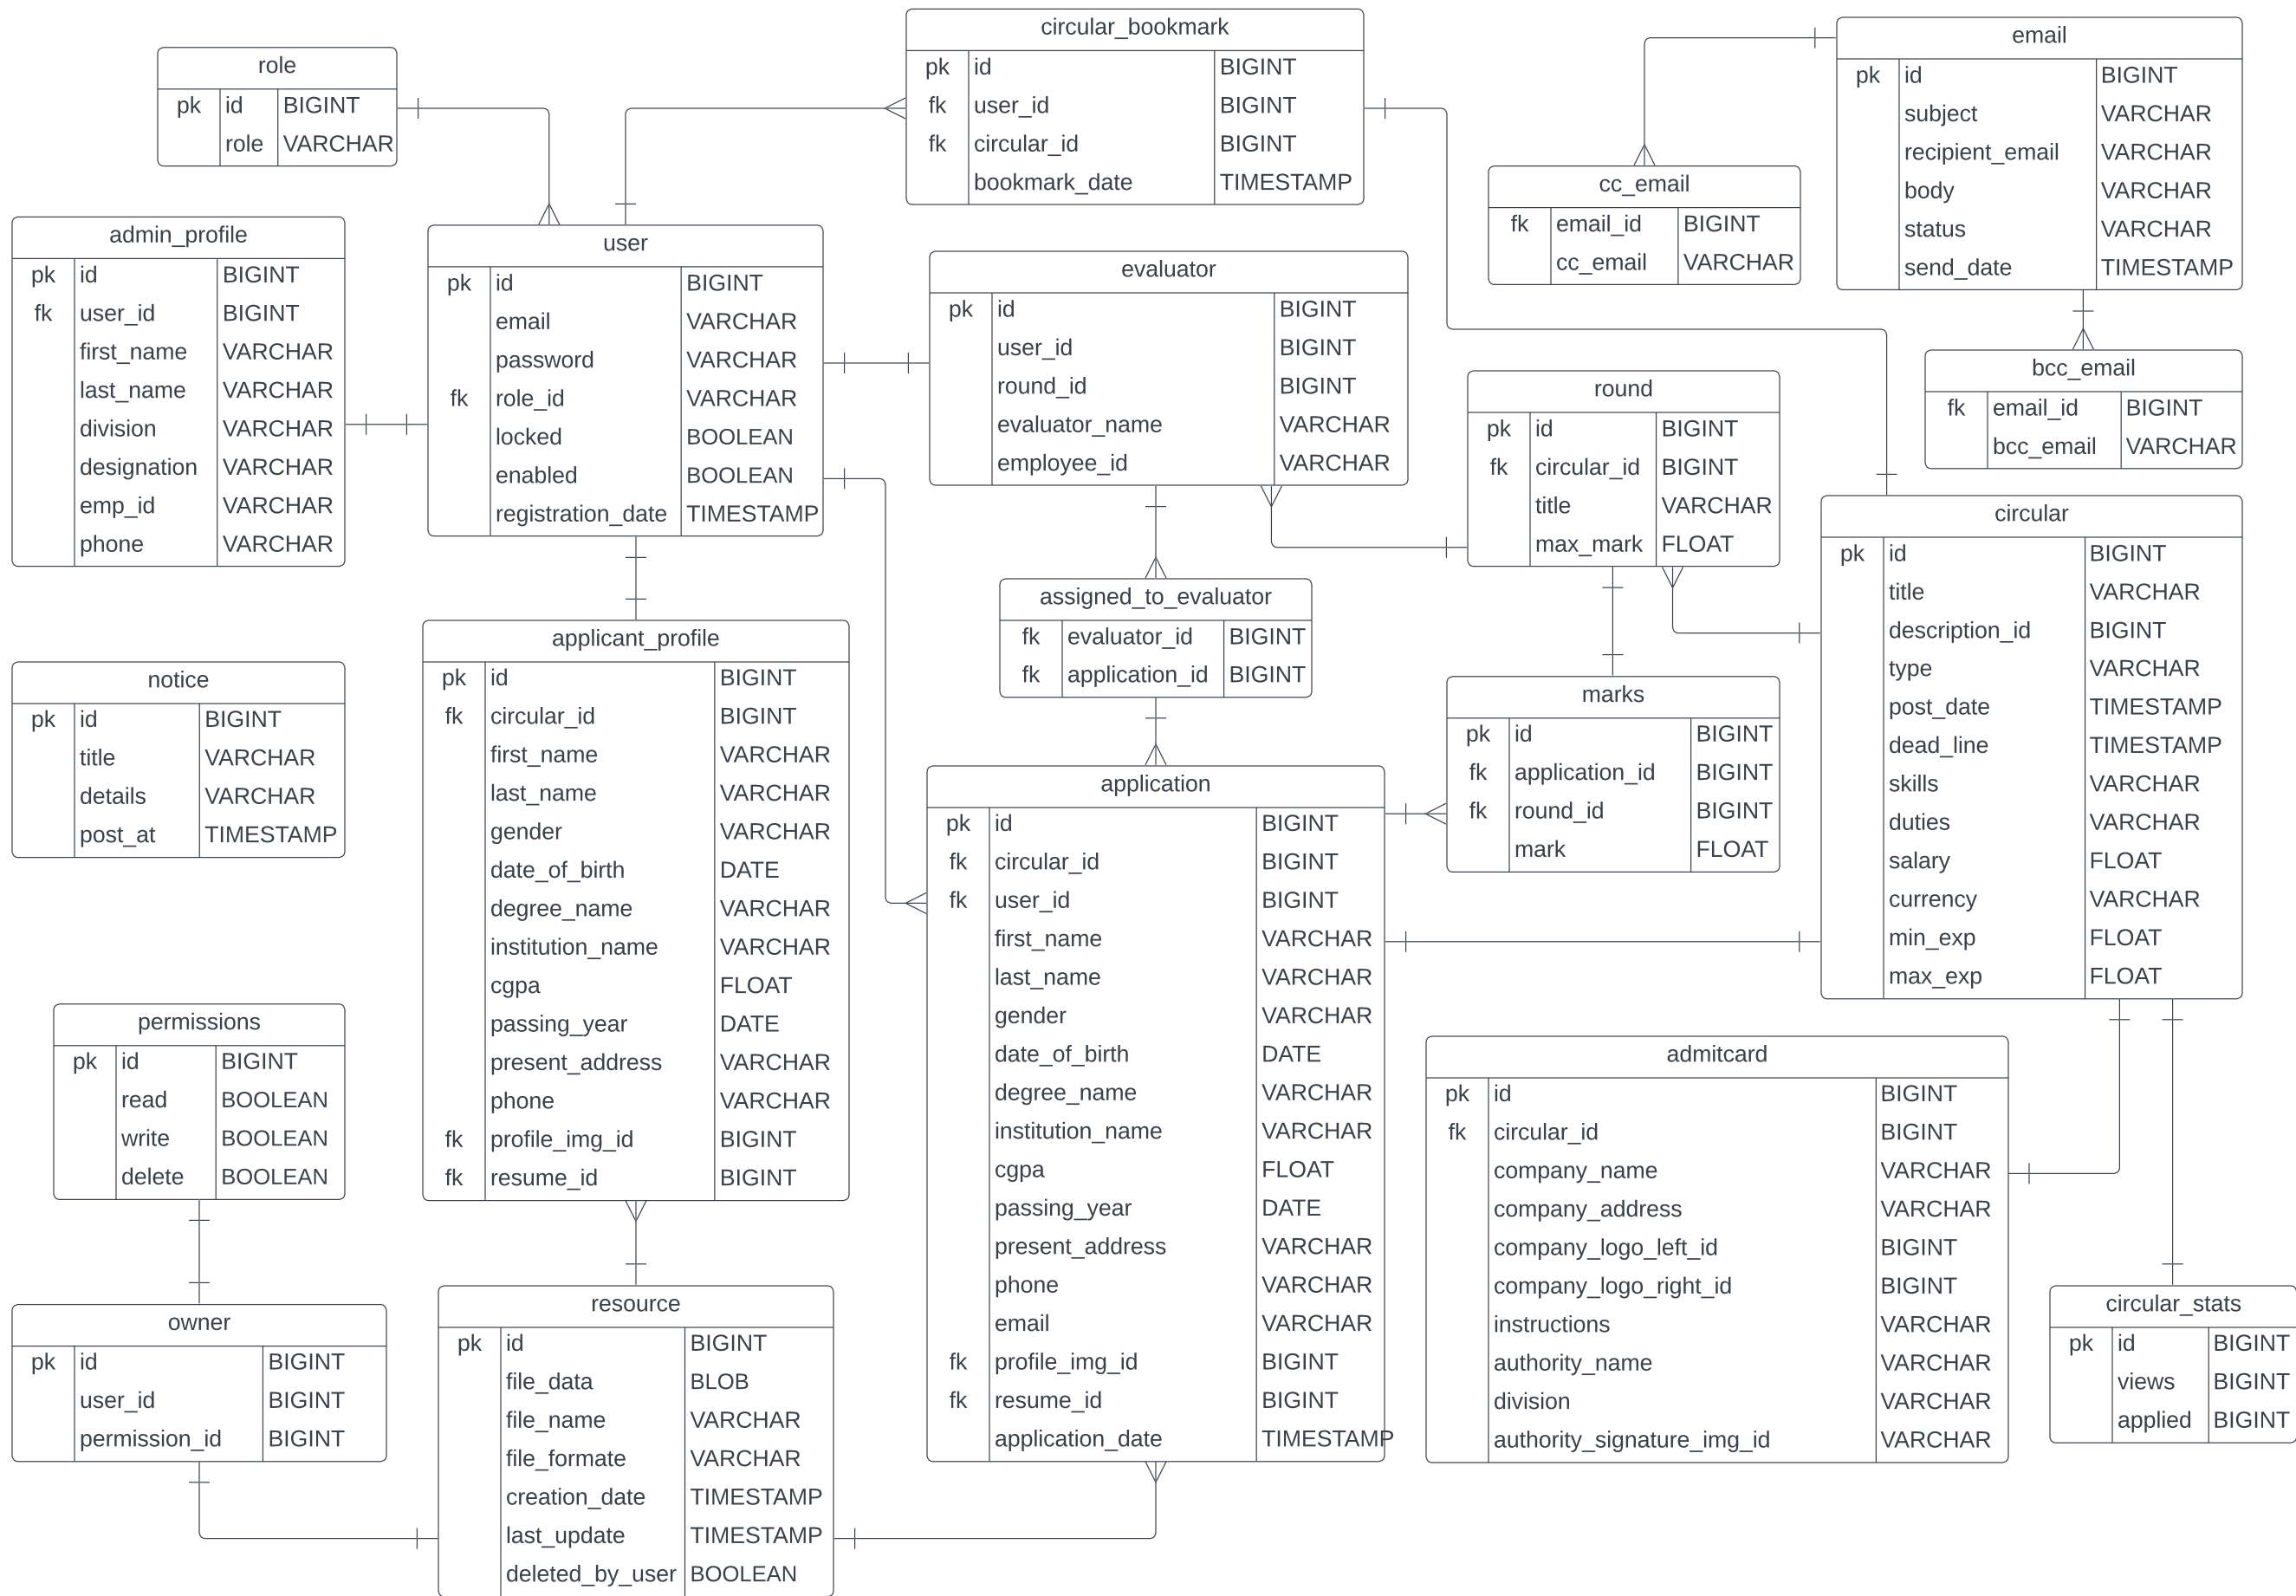 role
pk id BIGINT
role VARCHAR
circular_bookmark
pk id BIGINT
fk user_id BIGINT
fk circular_id BIGINT
bookmark_date TIMESTAMP
email
pk id BIGINT
subject VARCHAR
recipient_email VARCHAR
body VARCHAR
status VARCHAR
send_date TIMESTAMP
cc_email
fk email_id BIGINT
cc_email VARCHAR
admin_profile
pk id BIGINT
fk user_id BIGINT
first_name VARCHAR
last_name VARCHAR
division VARCHAR
designation VARCHAR
emp_id VARCHAR
phone VARCHAR
user
pk id BIGINT
email VARCHAR
password VARCHAR
fk role_id VARCHAR
locked BOOLEAN
enabled BOOLEAN
registration_date TIMESTAMP
evaluator
pk id BIGINT
user_id BIGINT
round_id BIGINT
evaluator_name VARCHAR
employee_id VARCHAR
round
pk id BIGINT
fk circular_id BIGINT
title VARCHAR
max_mark FLOAT
bcc_email
fk email_id BIGINT
bcc_email VARCHAR
circular
pk id BIGINT
title VARCHAR
description_id BIGINT
type VARCHAR
post_date TIMESTAMP
dead_line TIMESTAMP
skills VARCHAR
duties VARCHAR
salary FLOAT
currency VARCHAR
min_exp FLOAT
max_exp FLOAT
assigned_to_evaluator
fk evaluator_id BIGINT
fk application_id BIGINT
marks
pk id BIGINT
fk application_id BIGINT
fk round_id BIGINT
mark FLOAT
notice
pk id BIGINT
title VARCHAR
details VARCHAR
post_at TIMESTAMP
applicant_profile
pk id BIGINT
fk circular_id BIGINT
first_name VARCHAR
last_name VARCHAR
gender VARCHAR
date_of_birth DATE
degree_name VARCHAR
institution_name VARCHAR
cgpa FLOAT
passing_year DATE
present_address VARCHAR
phone VARCHAR
fk profile_img_id BIGINT
fk resume_id BIGINT
application
pk id BIGINT
fk circular_id BIGINT
fk user_id BIGINT
first_name VARCHAR
last_name VARCHAR
gender VARCHAR
date_of_birth DATE
degree_name VARCHAR
institution_name VARCHAR
cgpa FLOAT
passing_year DATE
present_address VARCHAR
phone VARCHAR
email VARCHAR
fk profile_img_id BIGINT
fk resume_id BIGINT
application_date TIMESTAMP
permissions
pk id BIGINT
read BOOLEAN
write BOOLEAN
delete BOOLEAN
admitcard
pk id BIGINT
fk circular_id BIGINT
company_name VARCHAR
company_address VARCHAR
company_logo_left_id BIGINT
company_logo_right_id BIGINT
instructions VARCHAR
authority_name VARCHAR
division VARCHAR
authority_signature_img_id VARCHAR
owner
pk id BIGINT
user_id BIGINT
permission_id BIGINT
resource
pk id BIGINT
file_data BLOB
file_name VARCHAR
file_formate VARCHAR
creation_date TIMESTAMP
last_update TIMESTAMP
deleted_by_user BOOLEAN
circular_stats
pk id BIGINT
views BIGINT
applied BIGINT